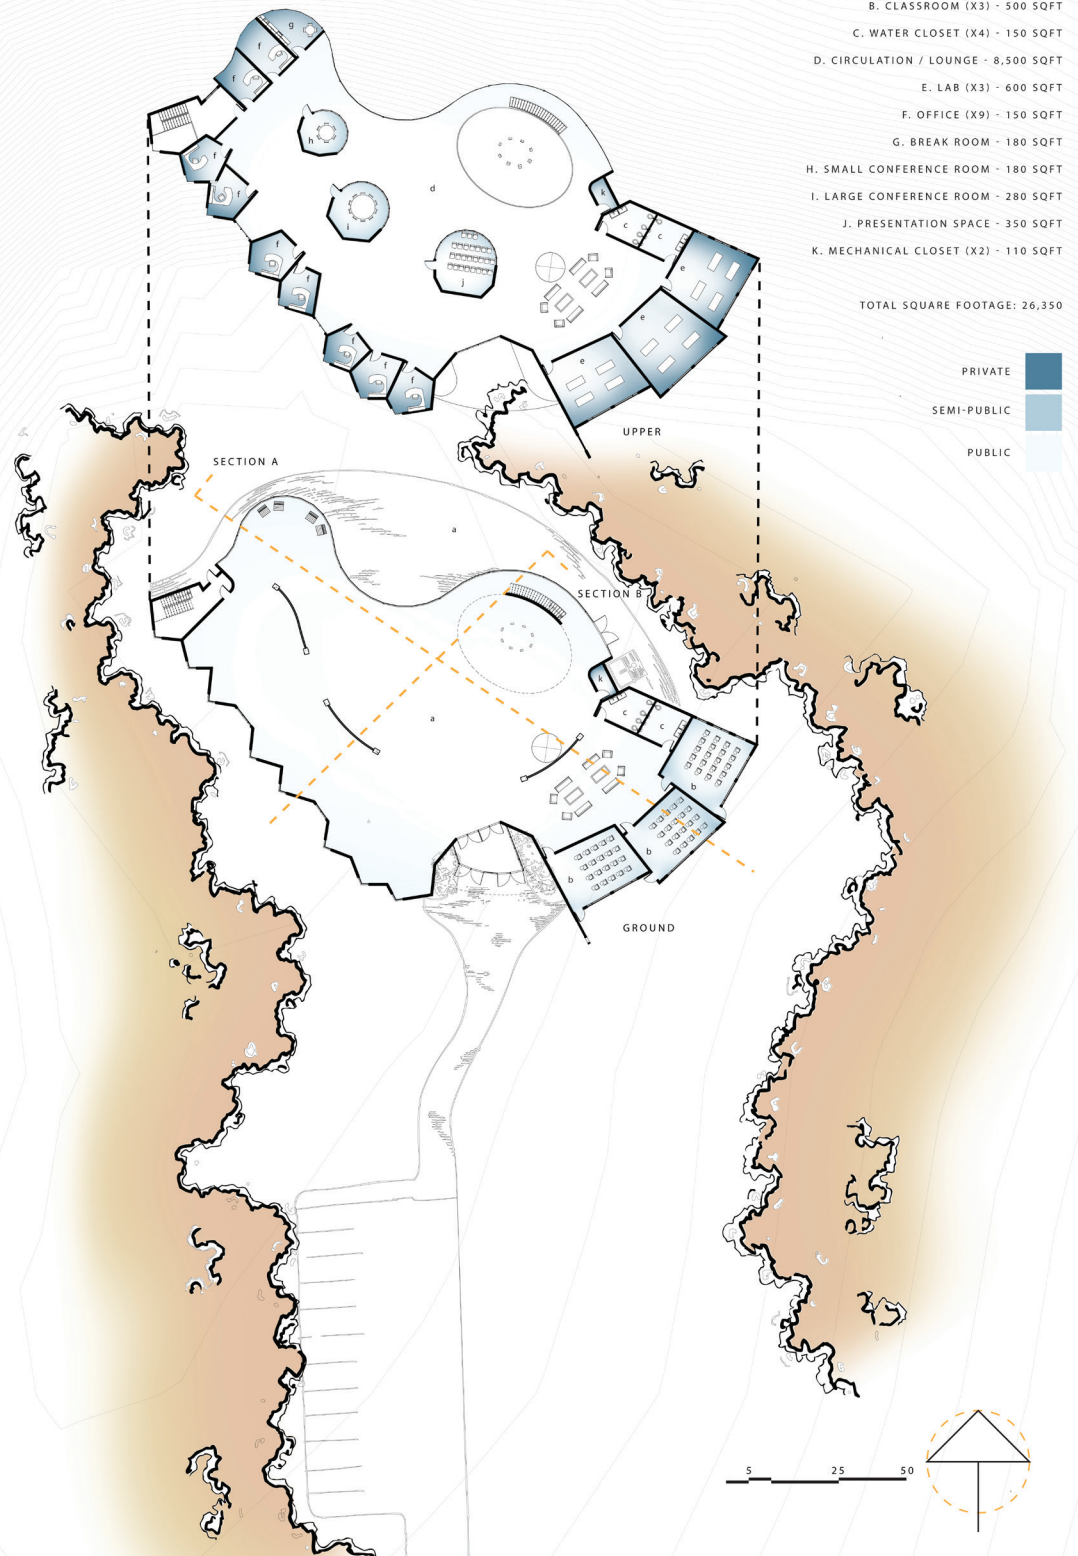 B. CLASSROOM (X3) - 500 SQFT
C. WATER CLOSET (X4) - 150 SQFT
D. CIRCULATION / LOUNGE - 8,500 SQFT
E. LAB (X3) - 600 SQFT
F. OFFICE (X9) - 150 SQFT
G. BREAK ROOM - 180 SQFT
H. SMALL CONFERENCE ROOM - 180 SQFT
I. LARGE CONFERENCE ROOM - 280 SQFT
J. PRESENTATION SPACE - 350 SQFT
K. MECHANICAL CLOSET (X2) - 110 SQFT
TOTAL SQUARE FOOTAGE: 26,350
PRIVATE
SEMI-PUBLIC
PUBLIC
g
f
f
h
f
d
k
f
i
c
c
f
e
f
j
e
f
e
f
f
UPPER
SECTION A
a
SECTION B
k
c
c
a
b
b
b
GROUND
5 25 50